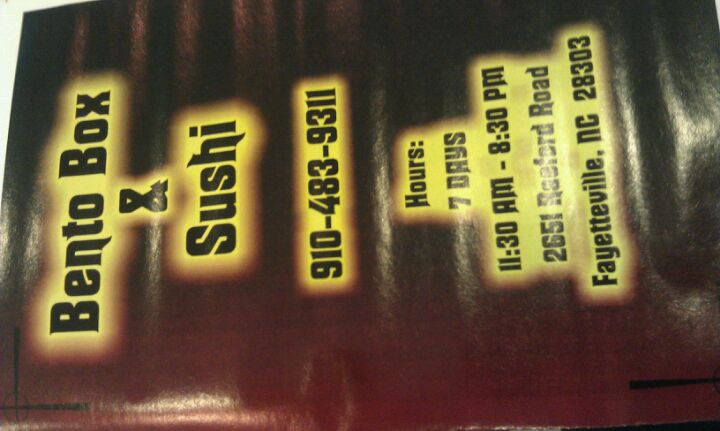 Bento Box
&
Sushi
910-483-9311
Hours:
7 DAYS
11:30 AM - 8:30 PM
2651 Raeford Road
Fayetteville, NC 28303